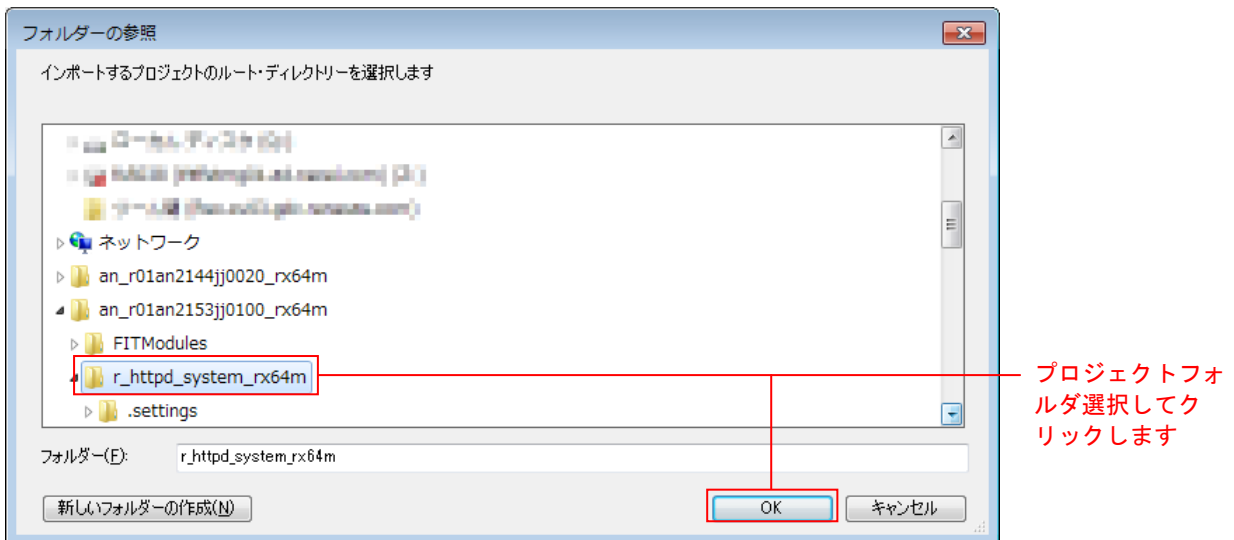 フォルダーの参照
インポートするプロジェクトのルート・ディレクトリーを選択します
ネットワーク
an_r01an2144jj0020_rx64m
an_r01an2153jj0100_rx64m
FITModules
r_httpd_system_rx64m
.settings
プロジェクトフォ
ルダ選択してク
リックします
フォルダー(F):
r_httpd_system_rx64m
新しいフォルダーの作成(N)
OK
キャンセル